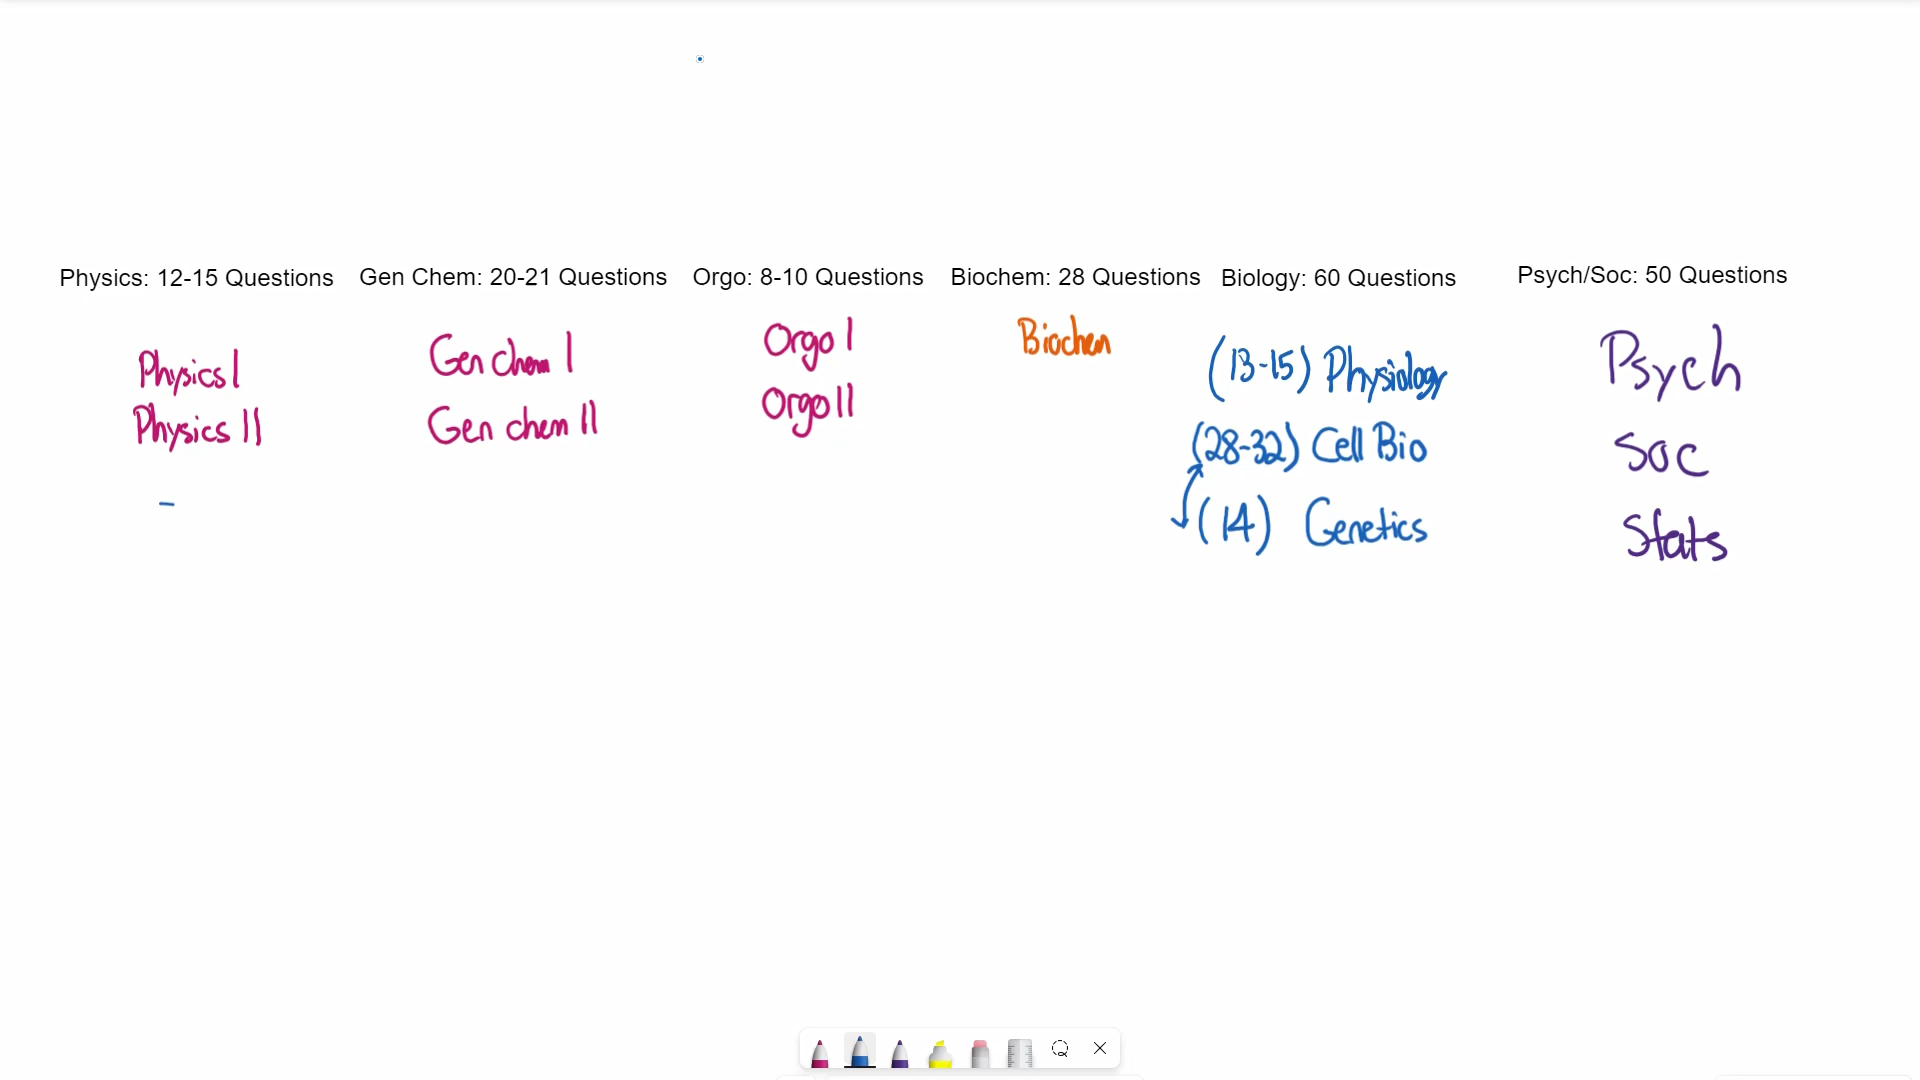 Physics: 12-15 Questions
Gen Chem: 20-21 Questions
Orgo: 8-10 Questions
Biochem: 28 Questions
Biology: 60 Questions
Psych/Soc: 50 Questions
Physics I
Physics II
Gen chem I
Gen chem II
Orgo I
Orgo II
Biochem
(13-15) Physiology
(28-32) Cell Bio
(14) Genetics
Psych
Soc
Stats